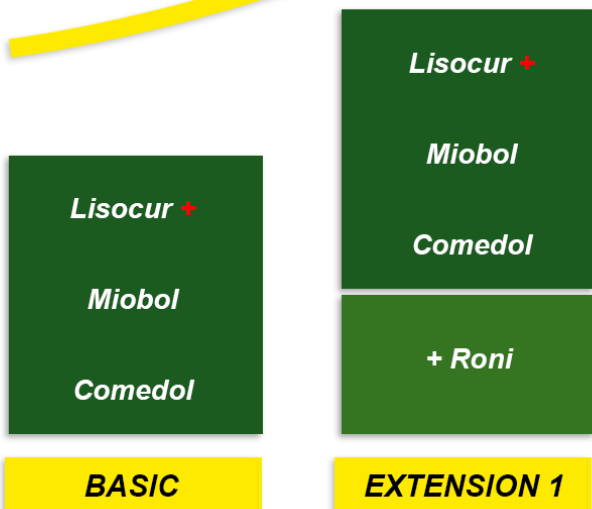 Lisocur +
Miobol
Comedol
BASIC
Lisocur +
Miobol
Comedol
+ Roni
EXTENSION 1